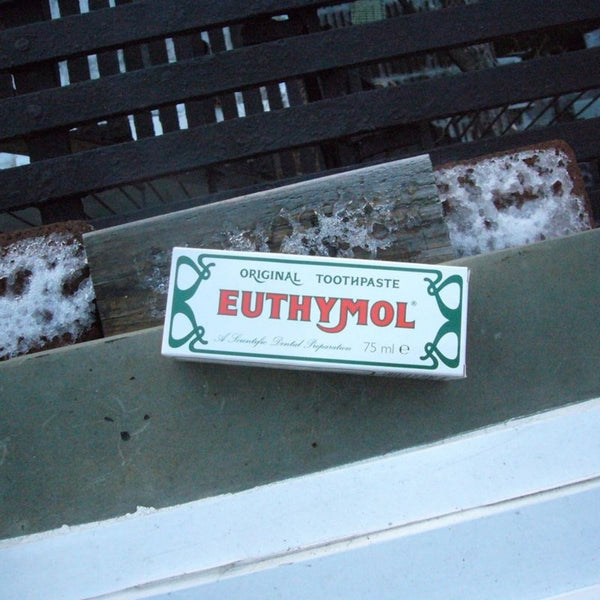 ORIGINAL TOOTHPASTE
EUTHYMOL®
A Scientific Dental Preparation 75 ml ℮